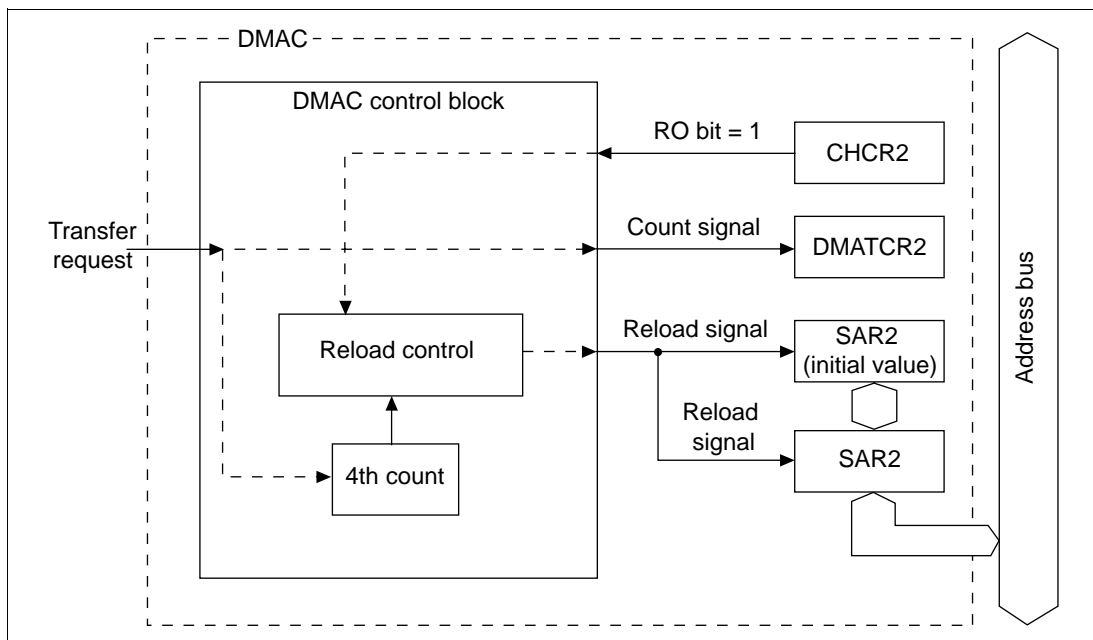 DMAC
DMAC control block
RO bit = 1
CHCR2
Transfer
request
Count signal
DMATCR2
Reload control
Reload signal
SAR2
(initial value)
Reload
signal
SAR2
4th count
Address bus